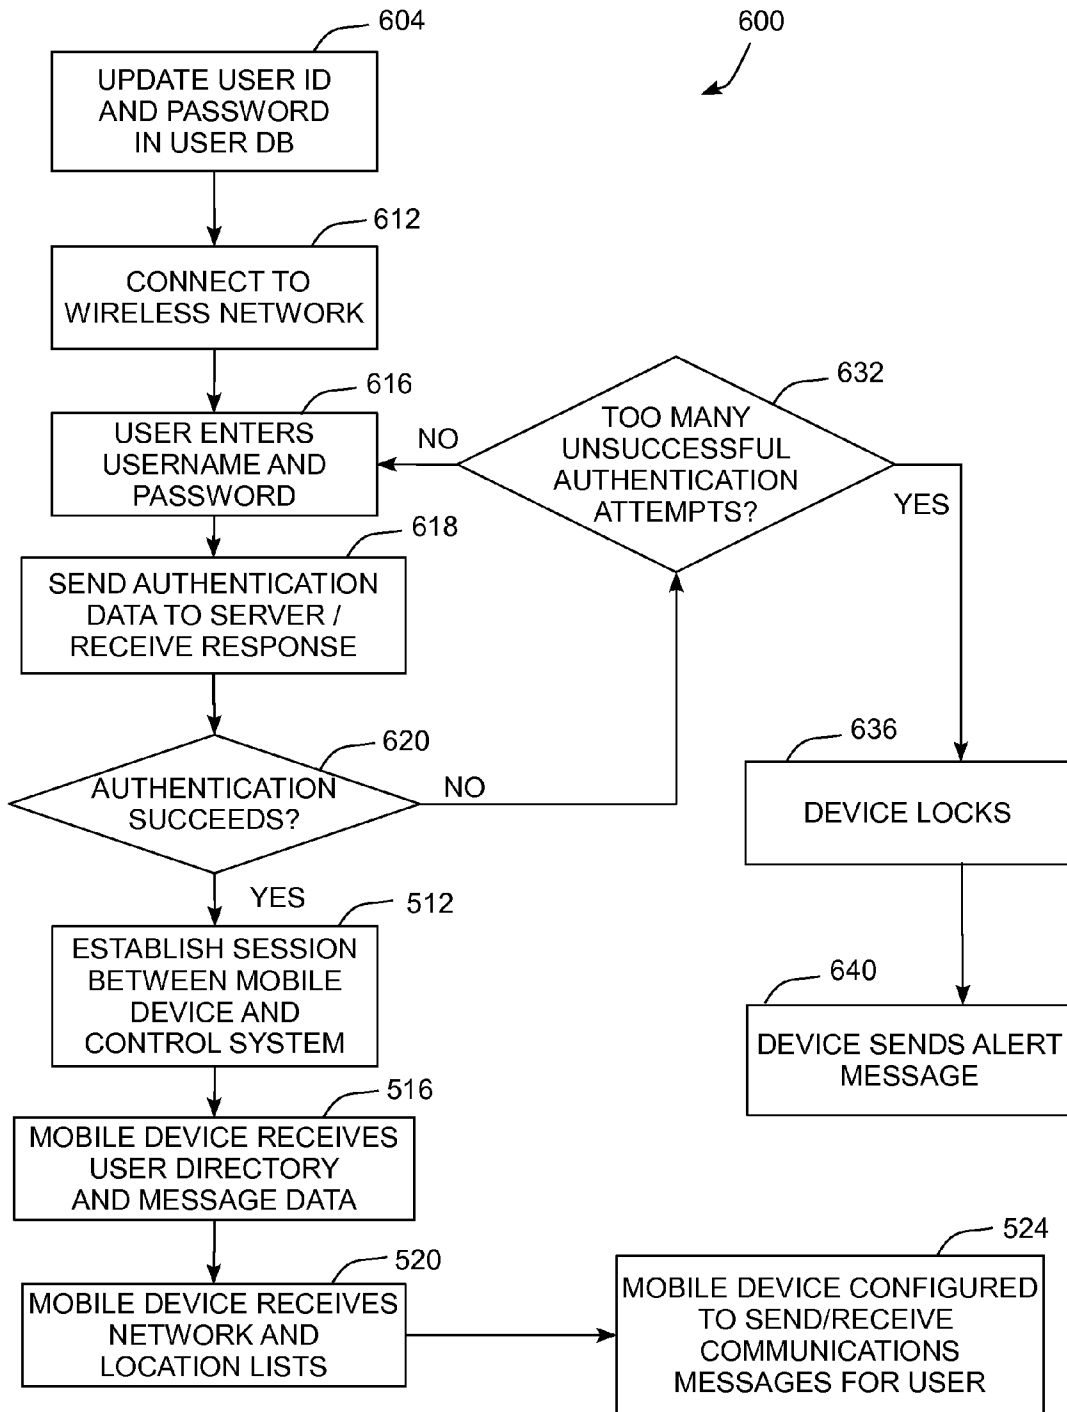 604
600
UPDATE USER ID
AND PASSWORD
IN USER DB
612
CONNECT TO
WIRELESS NETWORK
616
USER ENTERS
USERNAME AND
PASSWORD
NO
632
TOO MANY
UNSUCCESSFUL
AUTHENTICATION
ATTEMPTS?
YES
618
SEND AUTHENTICATION
DATA TO SERVER /
RECEIVE RESPONSE
620
AUTHENTICATION
SUCCEEDS?
NO
636
DEVICE LOCKS
YES
512
ESTABLISH SESSION
BETWEEN MOBILE
DEVICE AND
CONTROL SYSTEM
640
DEVICE SENDS ALERT
MESSAGE
516
MOBILE DEVICE RECEIVES
USER DIRECTORY
AND MESSAGE DATA
520
MOBILE DEVICE RECEIVES
NETWORK AND
LOCATION LISTS
524
MOBILE DEVICE CONFIGURED
TO SEND/RECEIVE
COMMUNICATIONS
MESSAGES FOR USER